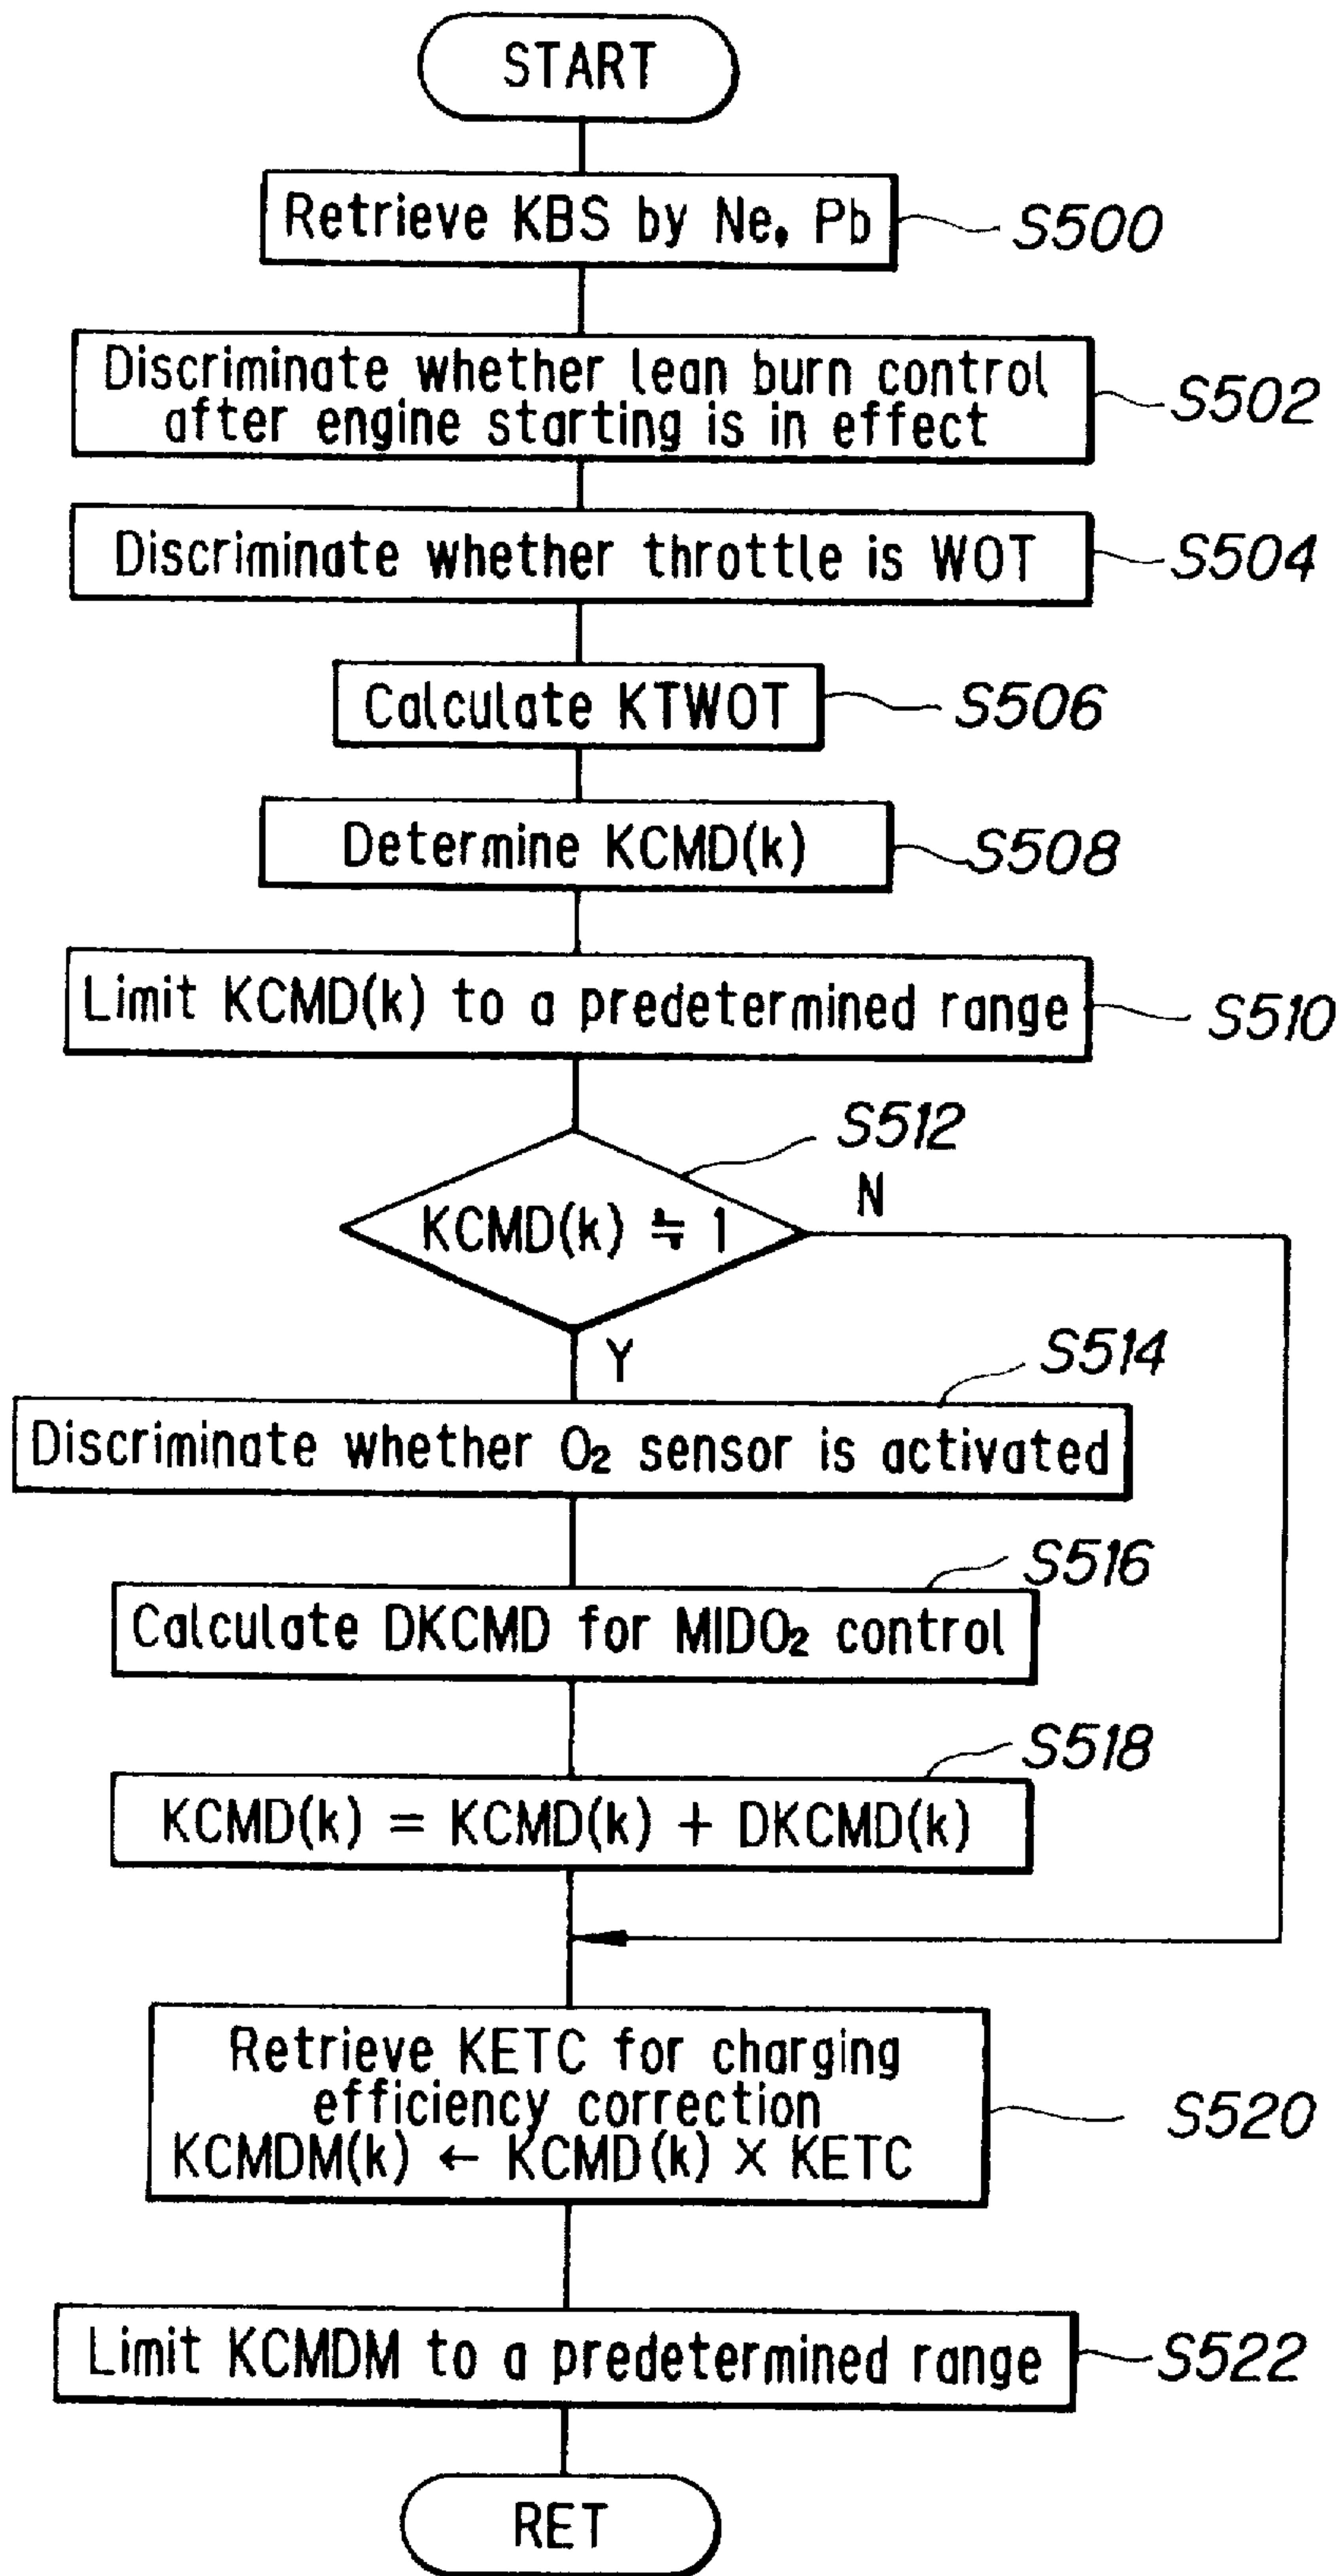 START
Retrieve KBS by Ne, Pb
S500
Discriminate whether lean burn control
after engine starting is in effect
S502
Discriminate whether throttle is WOT
S504
Calculate KTWOT
S506
Determine KCMD(k)
S508
Limit KCMD(k) to a predetermined range
S510
S512
KCMD(k) ≒ 1
N
Y
S514
Discriminate whether O₂ sensor is activated
S516
Calculate DKCMD for MIDO₂ control
S518
KCMD(k) = KCMD(k) + DKCMD(k)
Retrieve KETC for charging
efficiency correction
KCMDM(k) ← KCMD(k) × KETC
S520
Limit KCMDM to a predetermined range
S522
RET